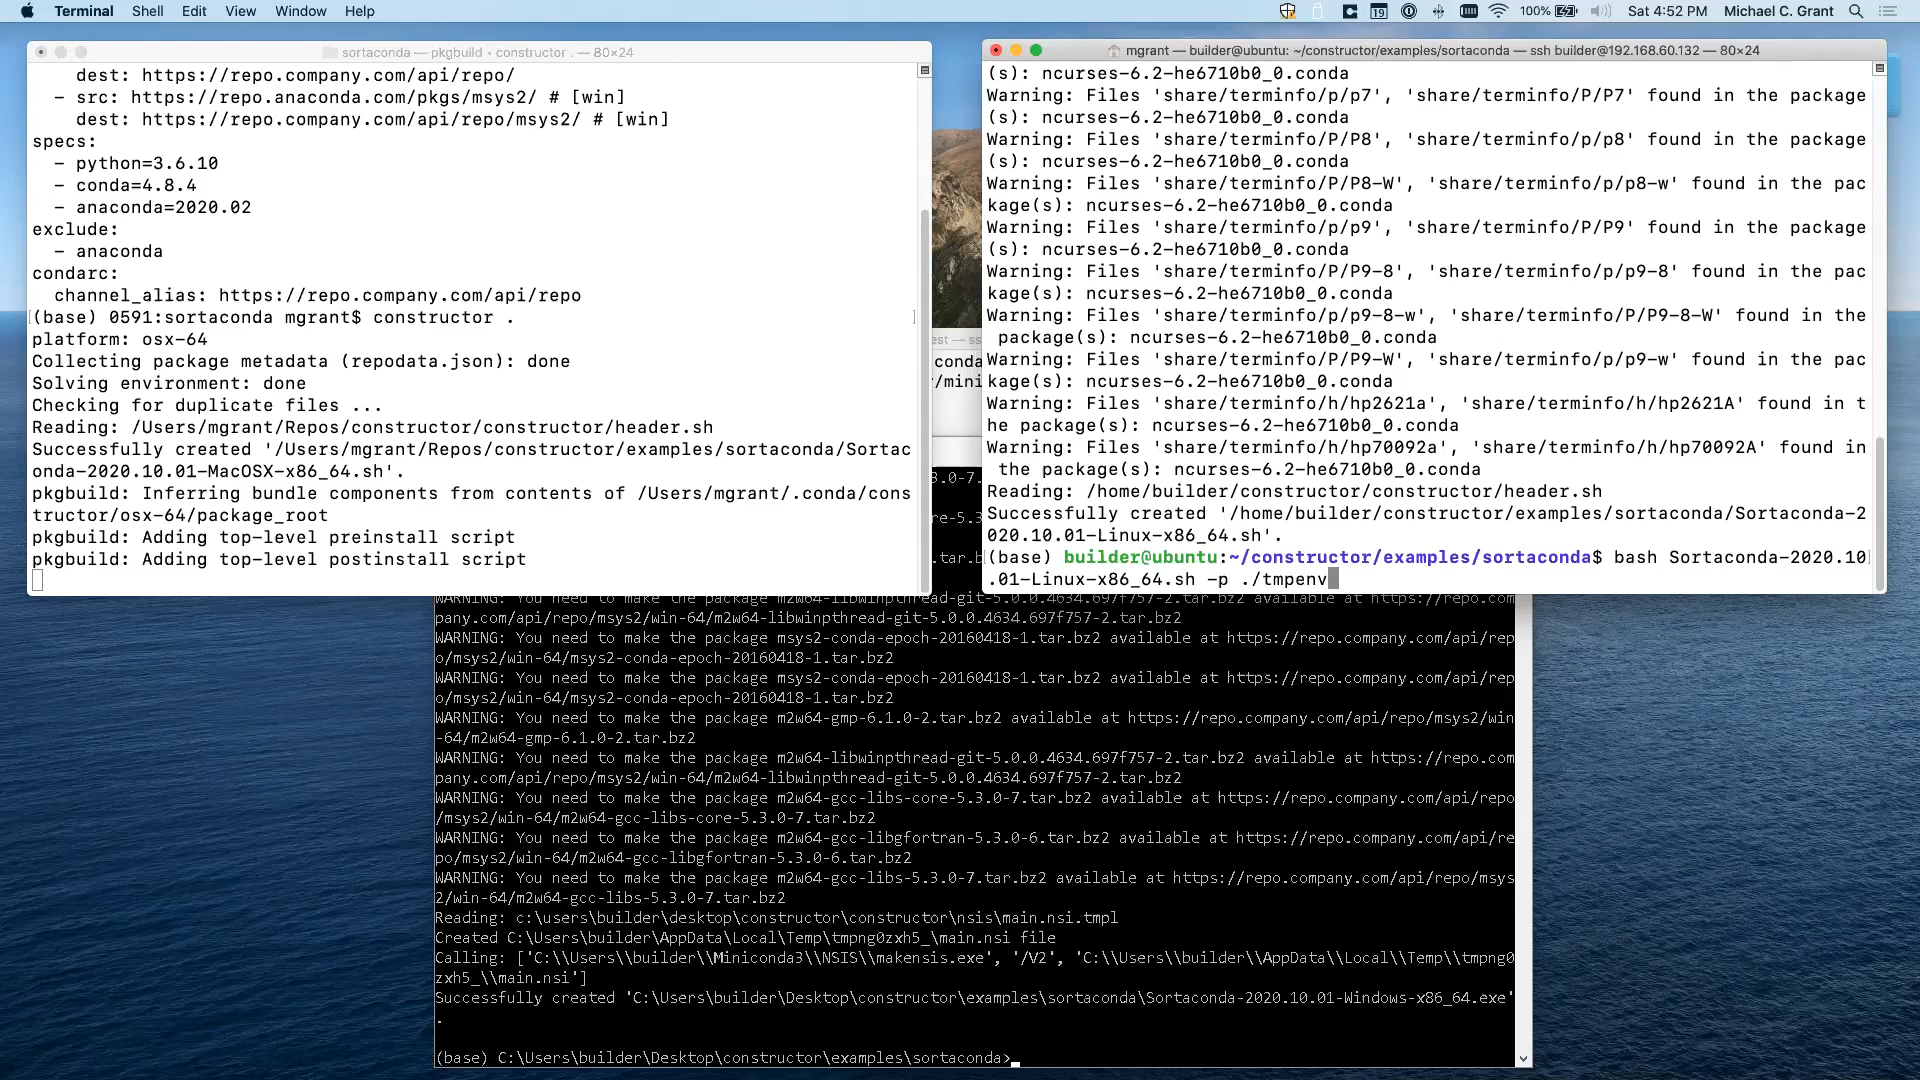 Terminal Shell Edit View Window Help
19 100% Sat 4:52 PM Michael C. Grant
sortaconda — pkgbuild ◂ constructor . — 80×24
dest: https://repo.company.com/api/repo/
- src: https://repo.anaconda.com/pkgs/msys2/ # [win]
dest: https://repo.company.com/api/repo/msys2/ # [win]
specs:
- python=3.6.10
- conda=4.8.4
- anaconda=2020.02
exclude:
- anaconda
condarc:
channel_alias: https://repo.company.com/api/repo
(base) 0591:sortaconda mgrant$ constructor .
platform: osx-64
Collecting package metadata (repodata.json): done
Solving environment: done
Checking for duplicate files ...
Reading: /Users/mgrant/Repos/constructor/constructor/header.sh
Successfully created '/Users/mgrant/Repos/constructor/examples/sortaconda/Sortac
onda-2020.10.01-MacOSX-x86_64.sh'.
pkgbuild: Inferring bundle components from contents of /Users/mgrant/.conda/cons
tructor/osx-64/package_root
pkgbuild: Adding top-level preinstall script
pkgbuild: Adding top-level postinstall script
mgrant — builder@ubuntu: ~/constructor/examples/sortaconda — ssh builder@192.168.60.132 — 80×24
(s): ncurses-6.2-he6710b0_0.conda
Warning: Files 'share/terminfo/p/p7', 'share/terminfo/P/P7' found in the package
(s): ncurses-6.2-he6710b0_0.conda
Warning: Files 'share/terminfo/P/P8', 'share/terminfo/p/p8' found in the package
(s): ncurses-6.2-he6710b0_0.conda
Warning: Files 'share/terminfo/P/P8-W', 'share/terminfo/p/p8-w' found in the pac
kage(s): ncurses-6.2-he6710b0_0.conda
Warning: Files 'share/terminfo/p/p9', 'share/terminfo/P/P9' found in the package
(s): ncurses-6.2-he6710b0_0.conda
Warning: Files 'share/terminfo/P/P9-8', 'share/terminfo/p/p9-8' found in the pac
kage(s): ncurses-6.2-he6710b0_0.conda
Warning: Files 'share/terminfo/p/p9-8-w', 'share/terminfo/P/P9-8-W' found in the
package(s): ncurses-6.2-he6710b0_0.conda
Warning: Files 'share/terminfo/P/P9-W', 'share/terminfo/p/p9-w' found in the pac
kage(s): ncurses-6.2-he6710b0_0.conda
Warning: Files 'share/terminfo/h/hp2621a', 'share/terminfo/h/hp2621A' found in t
he package(s): ncurses-6.2-he6710b0_0.conda
Warning: Files 'share/terminfo/h/hp70092a', 'share/terminfo/h/hp70092A' found in
the package(s): ncurses-6.2-he6710b0_0.conda
Reading: /home/builder/constructor/constructor/header.sh
Successfully created '/home/builder/constructor/examples/sortaconda/Sortaconda-2
020.10.01-Linux-x86_64.sh'.
(base) builder@ubuntu:~/constructor/examples/sortaconda$ bash Sortaconda-2020.10
.01-Linux-x86_64.sh -p ./tmpenv
est — ss
conda
/mini
3.0-7.
re-5.3
.tar.b
WARNING: You need to make the package m2w64-libwinpthread-git-5.0.0.4634.697f757-2.tar.bz2 available at https://repo.com
pany.com/api/repo/msys2/win-64/m2w64-libwinpthread-git-5.0.0.4634.697f757-2.tar.bz2
WARNING: You need to make the package msys2-conda-epoch-20160418-1.tar.bz2 available at https://repo.company.com/api/rep
o/msys2/win-64/msys2-conda-epoch-20160418-1.tar.bz2
WARNING: You need to make the package msys2-conda-epoch-20160418-1.tar.bz2 available at https://repo.company.com/api/rep
o/msys2/win-64/msys2-conda-epoch-20160418-1.tar.bz2
WARNING: You need to make the package m2w64-gmp-6.1.0-2.tar.bz2 available at https://repo.company.com/api/repo/msys2/win
-64/m2w64-gmp-6.1.0-2.tar.bz2
WARNING: You need to make the package m2w64-libwinpthread-git-5.0.0.4634.697f757-2.tar.bz2 available at https://repo.com
pany.com/api/repo/msys2/win-64/m2w64-libwinpthread-git-5.0.0.4634.697f757-2.tar.bz2
WARNING: You need to make the package m2w64-gcc-libs-core-5.3.0-7.tar.bz2 available at https://repo.company.com/api/repo
/msys2/win-64/m2w64-gcc-libs-core-5.3.0-7.tar.bz2
WARNING: You need to make the package m2w64-gcc-libgfortran-5.3.0-6.tar.bz2 available at https://repo.company.com/api/re
po/msys2/win-64/m2w64-gcc-libgfortran-5.3.0-6.tar.bz2
WARNING: You need to make the package m2w64-gcc-libs-5.3.0-7.tar.bz2 available at https://repo.company.com/api/repo/msys
2/win-64/m2w64-gcc-libs-5.3.0-7.tar.bz2
Reading: c:\users\builder\desktop\constructor\constructor\nsis\main.nsi.tmpl
Created C:\Users\builder\AppData\Local\Temp\tmpng0zxh5_\main.nsi file
Calling: ['C:\\Users\\builder\\Miniconda3\\NSIS\\makensis.exe', '/V2', 'C:\\Users\\builder\\AppData\\Local\\Temp\\tmpng0
zxh5_\\main.nsi']
Successfully created 'C:\Users\builder\Desktop\constructor\examples\sortaconda\Sortaconda-2020.10.01-Windows-x86_64.exe'
.
(base) C:\Users\builder\Desktop\constructor\examples\sortaconda>